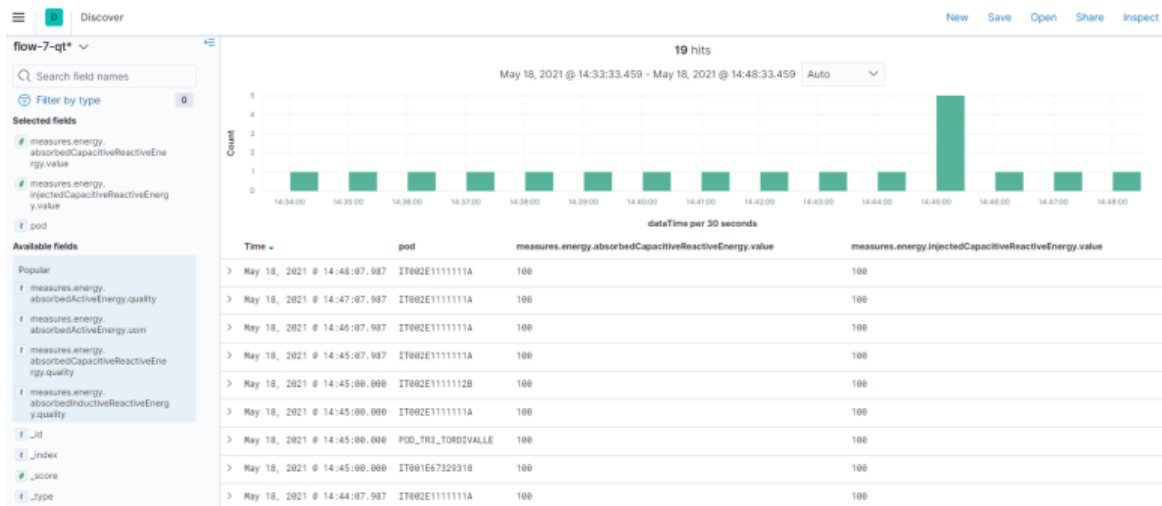 D Discover New Save Open Share Inspect
flow-7-qt*
Search field names
Filter by type 0
Selected fields
# measures.energy.
absorbedCapacitiveReactiveEne
rgy.value
# measures.energy.
injectedCapacitiveReactiveEnerg
y.value
t pod
Available fields
Popular
t measures.energy.
absorbedActiveEnergy.quality
t measures.energy.
absorbedActiveEnergy.uom
t measures.energy.
absorbedCapacitiveReactiveEne
rgy.quality
t measures.energy.
absorbedInductiveReactiveEnerg
y.quality
t _id
t _index
# _score
t _type
19 hits
May 18, 2021 @ 14:33:33.459 - May 18, 2021 @ 14:48:33.459 Auto
Count
5
4
3
2
1
0
14:34:00 14:35:00 14:36:00 14:37:00 14:38:00 14:39:00 14:40:00 14:41:00 14:42:00 14:43:00 14:44:00 14:45:00 14:46:00 14:47:00 14:48:00
dataTime per 30 seconds
Time pod measures.energy.absorbedCapacitiveReactiveEnergy.value measures.energy.injectedCapacitiveReactiveEnergy.value
May 18, 2021 @ 14:48:07.987 IT002E1111111A 100 100
May 18, 2021 @ 14:47:07.987 IT002E1111111A 100 100
May 18, 2021 @ 14:46:07.987 IT002E1111111A 100 100
May 18, 2021 @ 14:45:07.987 IT002E1111111A 100 100
May 18, 2021 @ 14:45:00.000 IT002E1111112B 100 100
May 18, 2021 @ 14:45:00.000 IT002E1111111A 100 100
May 18, 2021 @ 14:45:00.000 POD_TR3_TORDIVALLE 100 100
May 18, 2021 @ 14:45:00.000 IT001E67329318 100 100
May 18, 2021 @ 14:44:07.987 IT002E1111111A 100 100